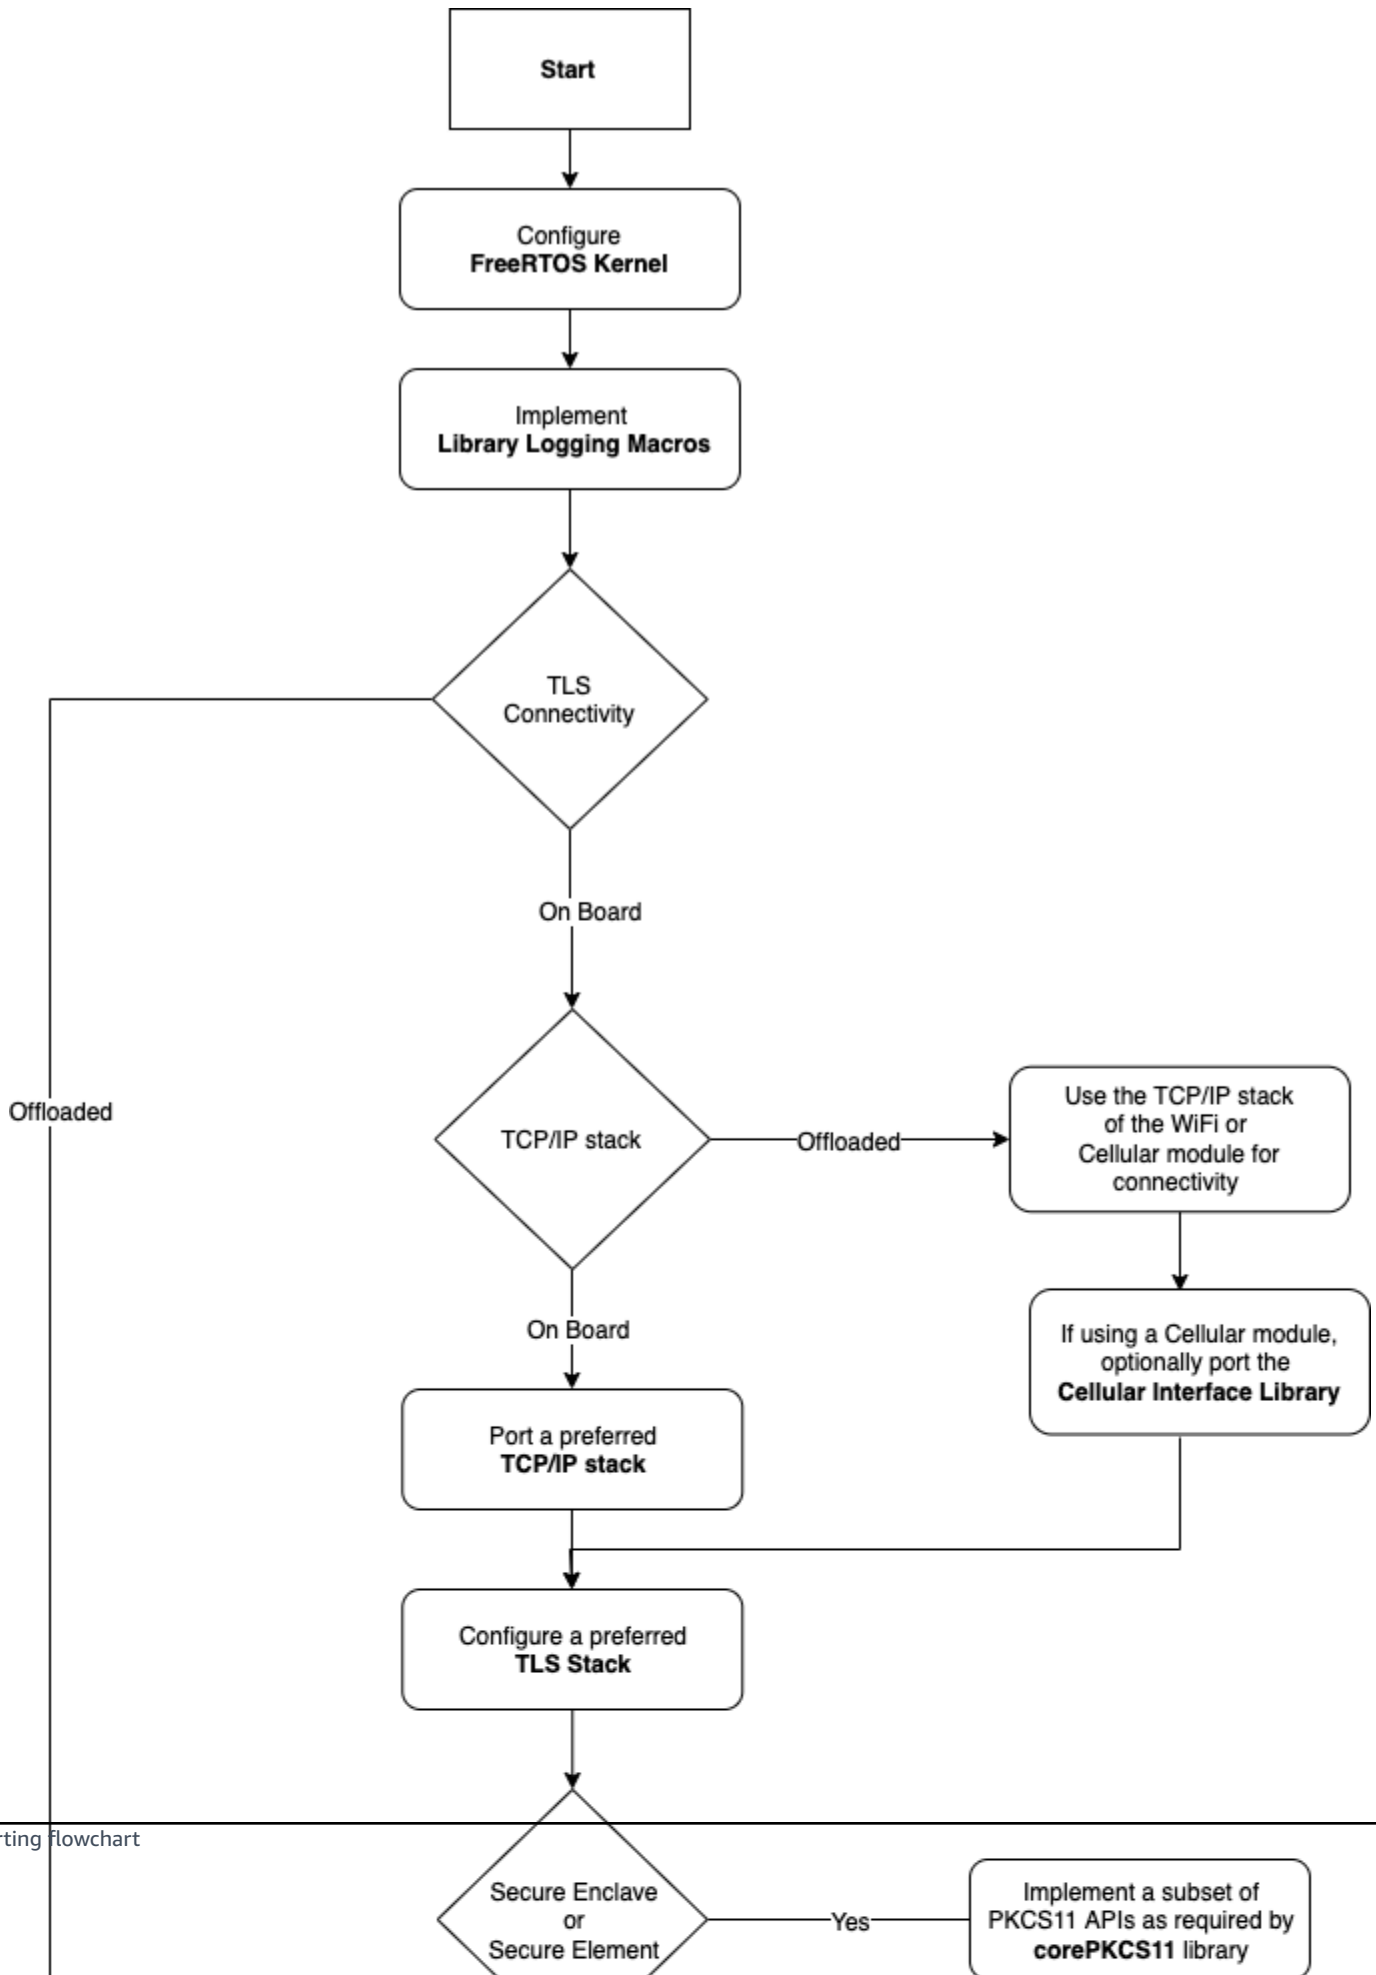 Start
Configure
FreeRTOS Kernel
Implement
Library Logging Macros
TLS
Connectivity
On Board
Offloaded
TCP/IP stack
Offloaded
Use the TCP/IP stack
of the WiFi or
Cellular module for
connectivity
On Board
If using a Cellular module,
optionally port the
Cellular Interface Library
Port a preferred
TCP/IP stack
Configure a preferred
TLS Stack
rting flowchart
Secure Enclave
or
Secure Element
Yes
Implement a subset of
PKCS11 APIs as required by
corePKCS11 library